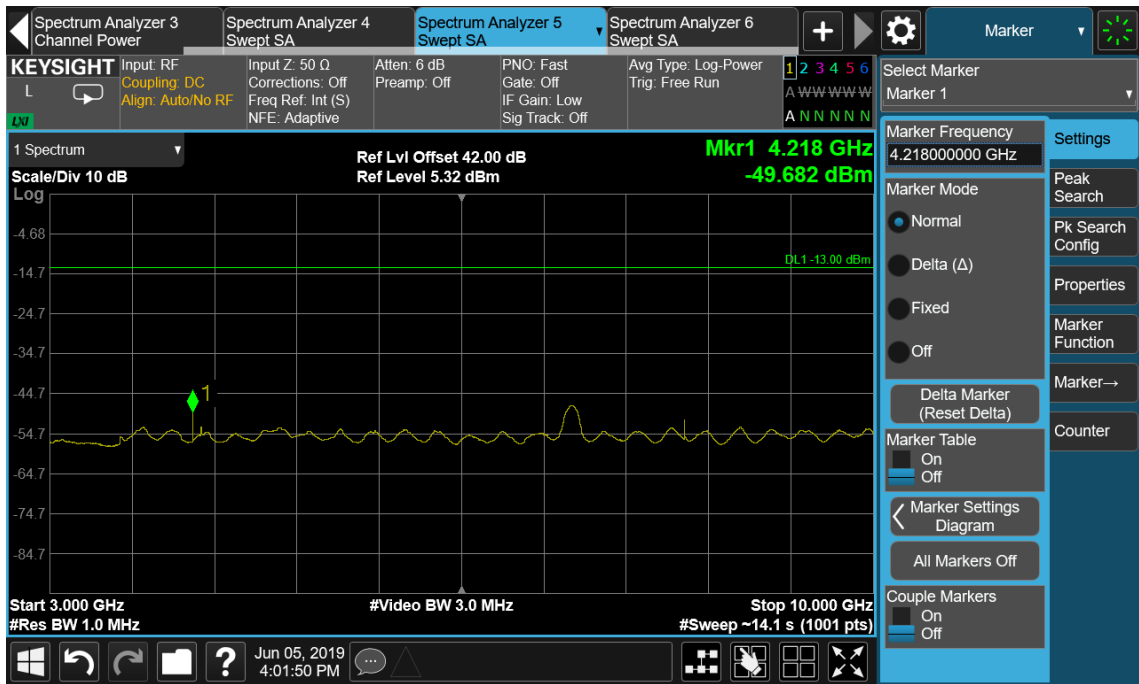 Spectrum Analyzer 3
Channel Power
Spectrum Analyzer 4
Swept SA
Spectrum Analyzer 5
Swept SA
Spectrum Analyzer 6
Swept SA
+
Marker
KEYSIGHT
L
LXI
Input: RF
Coupling: DC
Align: Auto/No RF
Input Z: 50 Ω
Corrections: Off
Freq Ref: Int (S)
NFE: Adaptive
Atten: 6 dB
Preamp: Off
PNO: Fast
Gate: Off
IF Gain: Low
Sig Track: Off
Avg Type: Log-Power
Trig: Free Run
1 2 3 4 5 6
A W W W W W
A N N N N N
Select Marker
Marker 1
1 Spectrum
Scale/Div 10 dB
Log
Ref Lvl Offset 42.00 dB
Ref Level 5.32 dBm
Mkr1 4.218 GHz
-49.682 dBm
-4.68
DL1 -13.00 dBm
-14.7
-24.7
-34.7
-44.7
1
-54.7
-64.7
-74.7
-84.7
Start 3.000 GHz
#Res BW 1.0 MHz
#Video BW 3.0 MHz
Stop 10.000 GHz
#Sweep ~14.1 s (1001 pts)
Marker Frequency
4.218000000 GHz
Marker Mode
Normal
Delta (Δ)
Fixed
Off
Delta Marker
(Reset Delta)
Marker Table
On
Off
Marker Settings
Diagram
All Markers Off
Couple Markers
On
Off
Settings
Peak
Search
Pk Search
Config
Properties
Marker
Function
Marker→
Counter
?
Jun 05, 2019
4:01:50 PM